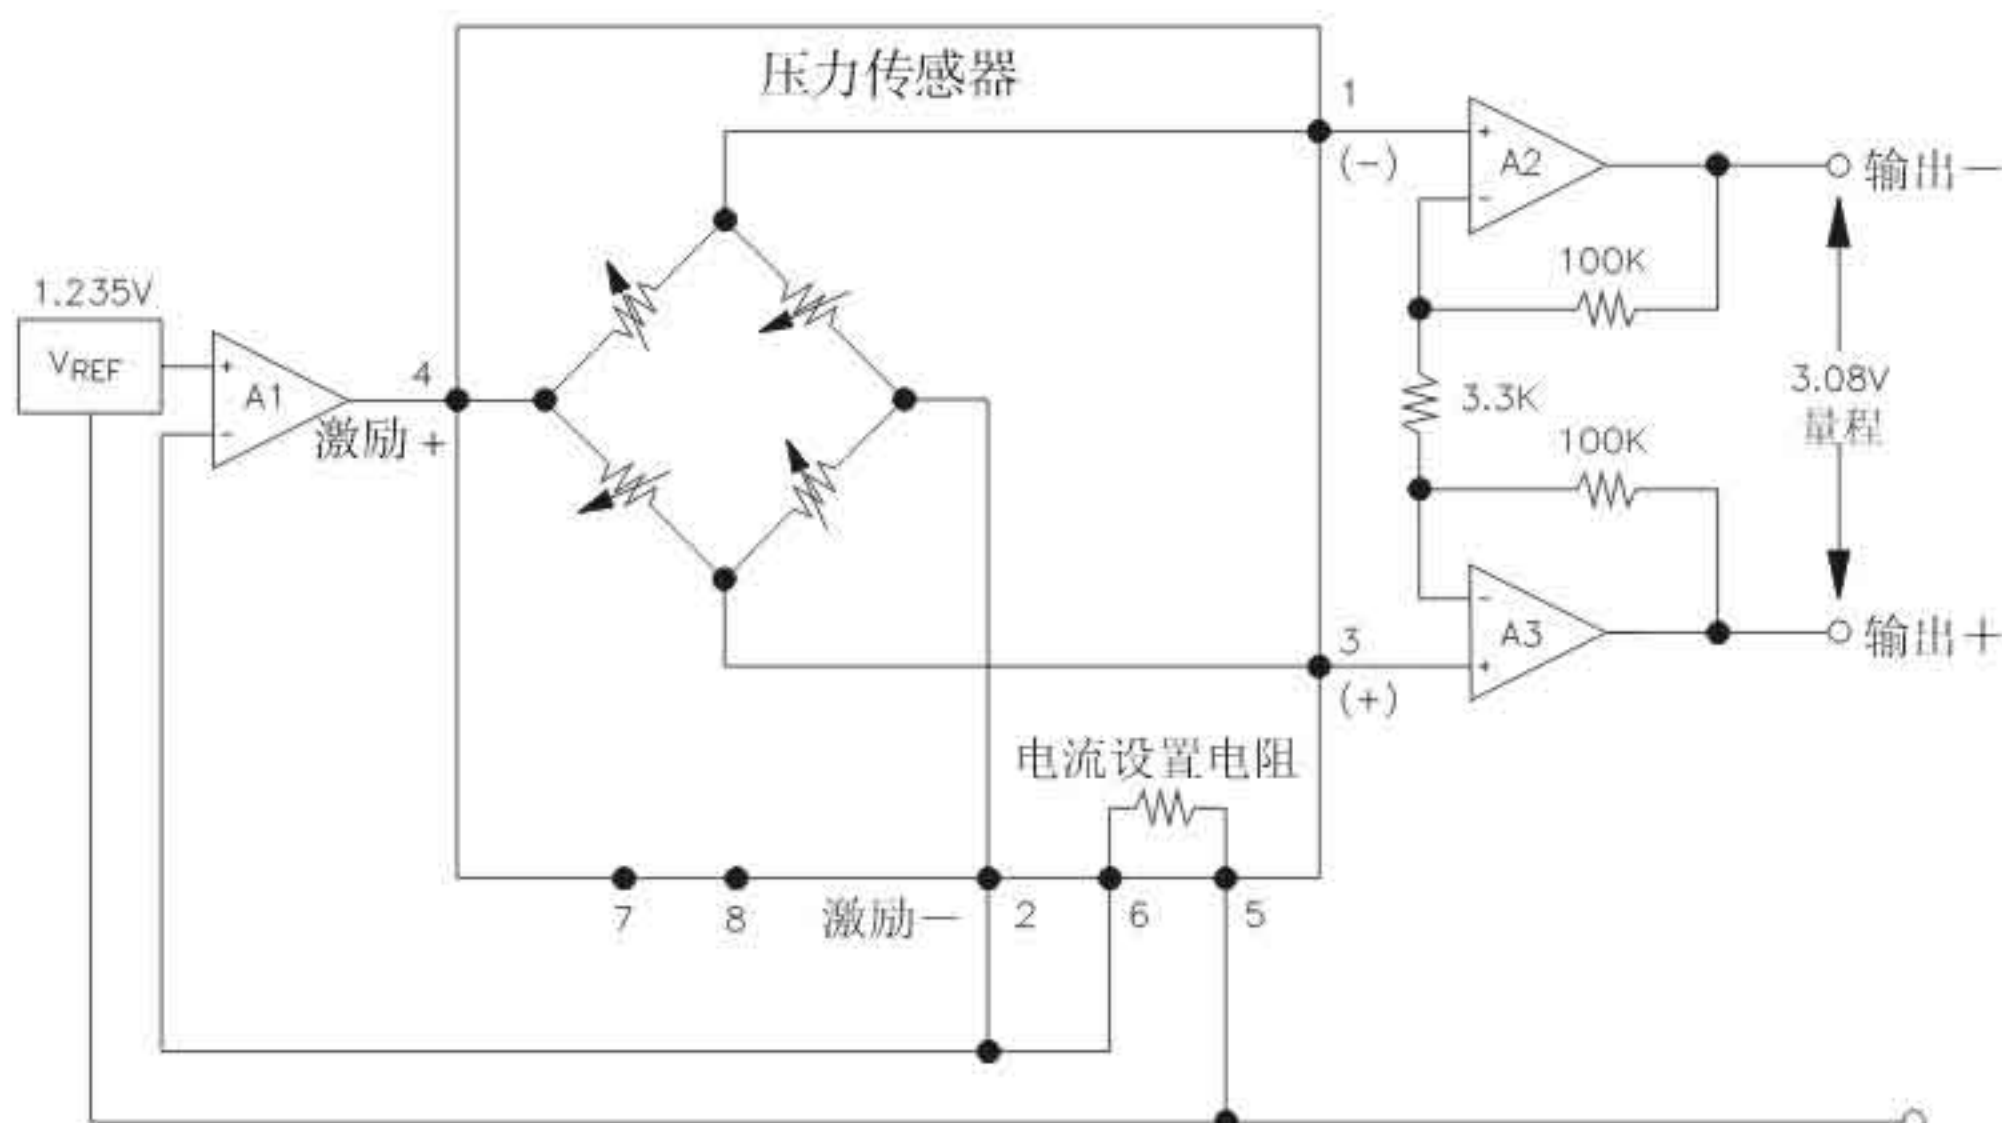 压力传感器
1
(-)
+
A2
-
输出-
100K
1.235V
VREF
+
A1
-
4
激励+
3.3K
3.08V
量程
100K
-
A3
+
输出+
3
(+)
电流设置电阻
7
8
激励-
2
6
5